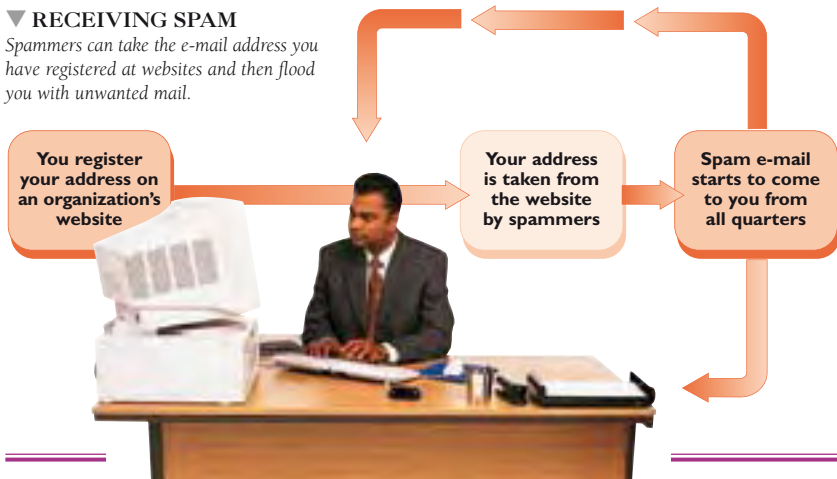 ▼ RECEIVING SPAM
Spammers can take the e-mail address you
have registered at websites and then flood
you with unwanted mail.
You register
your address on
an organization's
website
Your address
is taken from
the website
by spammers
Spam e-mail
starts to come
to you from
all quarters